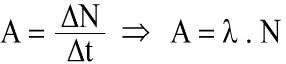 A = ΔN/Δt ⇒ A = λ . N